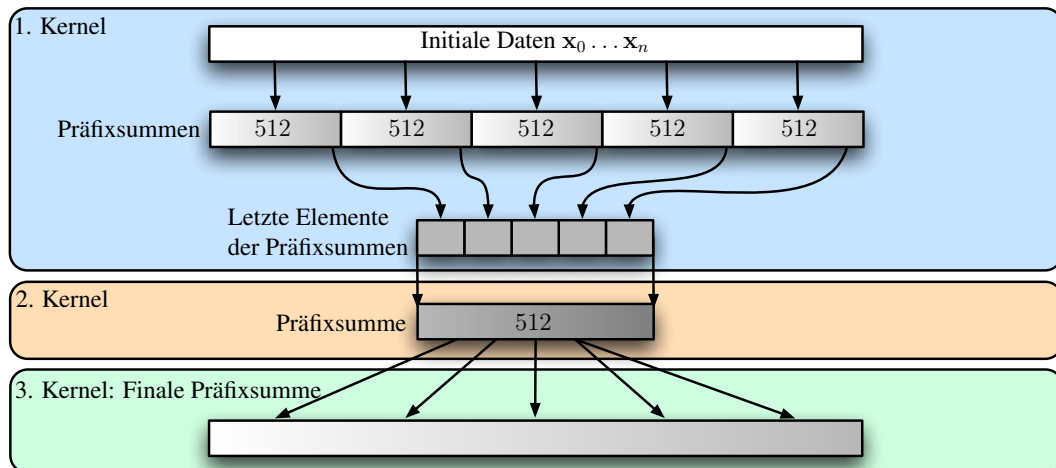 1. Kernel
Initiale Daten x₀ … xₙ
Präfixsummen
512 512 512 512 512
Letzte Elemente
der Präfixsummen
2. Kernel
Präfixsumme
512
3. Kernel: Finale Präfixsumme